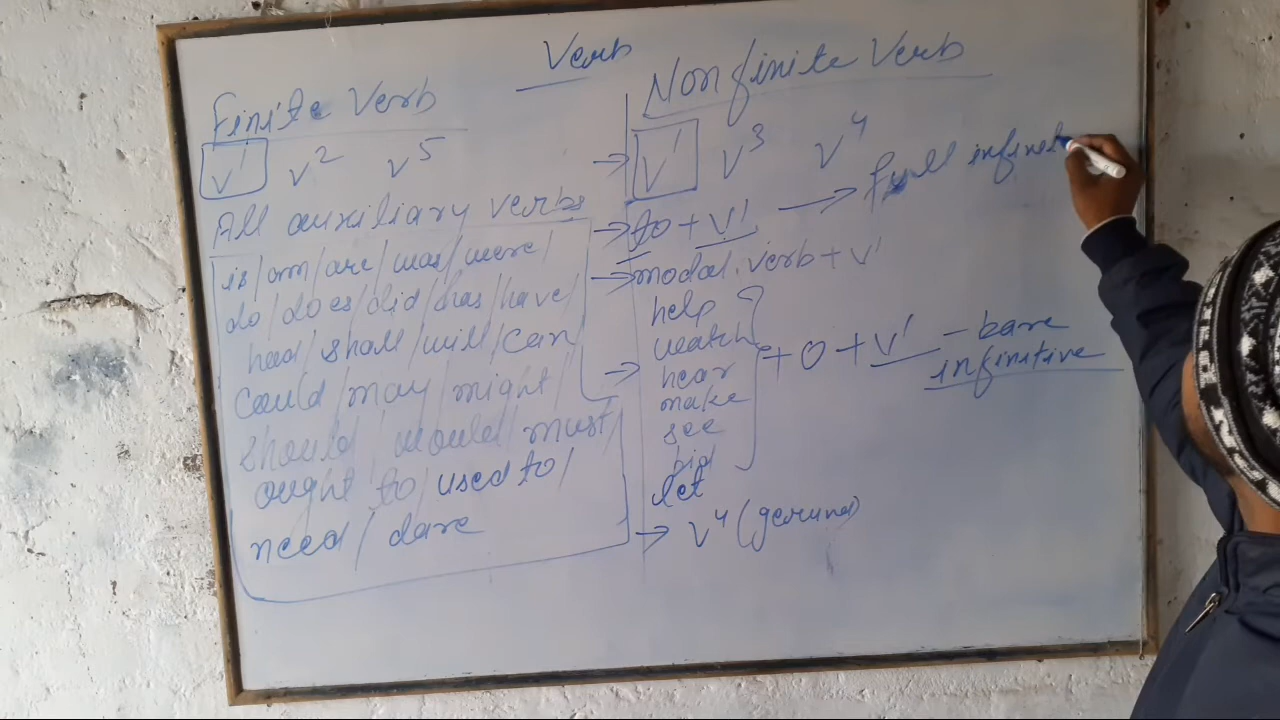 Verb
Finite Verb
V¹ V² V⁵
All auxiliary verbs
is/am/are/was/were/
do/does/did/has/have/
had/shall/will/can/
could/may/might/
should/would/must/
ought to/used to/
need/dare
Non finite Verb
→ V¹ V³ V⁴
→ to + V¹ → full infinit
→ modal verb + V¹
help
watch
→ hear + O + V¹ - bare
infinitive
make
see
bid
let
→ V⁴ (gerund)